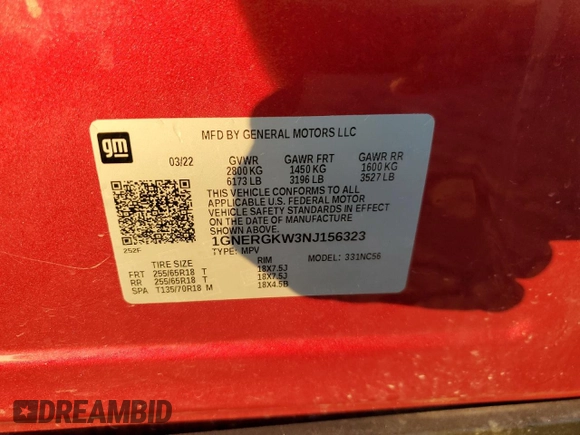 gm
MFD BY GENERAL MOTORS LLC
03/22 GVWR GAWR FRT GAWR RR
2800 KG 1450 KG 1600 KG
6173 LB 3196 LB 3527 LB
THIS VEHICLE CONFORMS TO ALL
APPLICABLE U.S. FEDERAL MOTOR
VEHICLE SAFETY STANDARDS IN EFFECT
ON THE DATE OF MANUFACTURE
SHOWN ABOVE.
1GNERGKW3NJ156323
252F
TYPE: MPV MODEL: 331NC56
TIRE SIZE RIM
FRT 255/65R18 T 18X7.5J
RR 255/65R18 T 18X7.5J
SPA T135/70R18 M 18X4.5B
DREAMBID